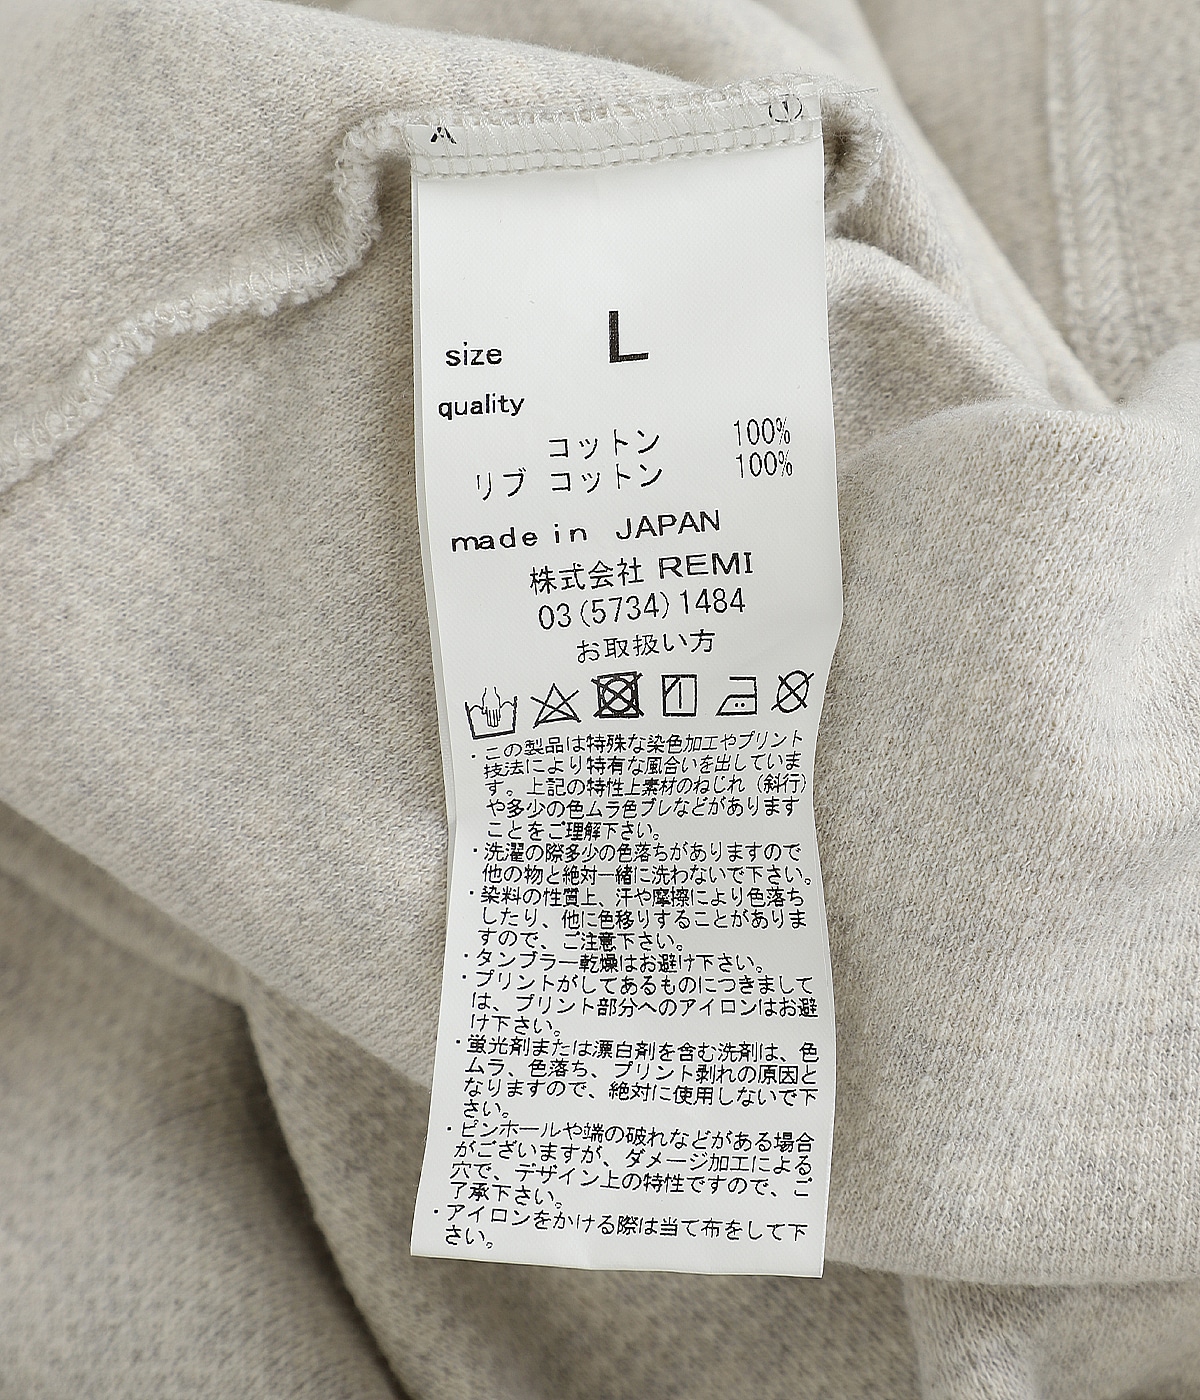 A
size L
quality
コットン 100%
リブ コットン 100%
made in JAPAN
株式会社 REMI
03(5734)1484
お取扱い方
・この製品は特殊な染色加工やプリント
技法により特有な風合いを出していま
す。上記の特性上素材のねじれ（斜行）
や多少の色ムラ色ブレなどがあります
ことをご理解下さい。
・洗濯の際多少の色落ちがありますので
他の物と絶対一緒に洗わないで下さい。
・染料の性質上、汗や摩擦により色落ち
したり、他に色移りすることがありま
すので、ご注意下さい。
・タンブラー乾燥はお避け下さい。
・プリントがしてあるものにつきまして
は、プリント部分へのアイロンはお避
け下さい。
・蛍光剤または漂白剤を含む洗剤は、色
ムラ、色落ち、プリント剥れの原因と
なりますので、絶対に使用しないで下
さい。
・ピンホールや端の破れなどがある場合
がございますが、ダメージ加工による
穴で、デザイン上の特性ですので、ご
了承下さい。
・アイロンをかける際は当て布をして下
さい。